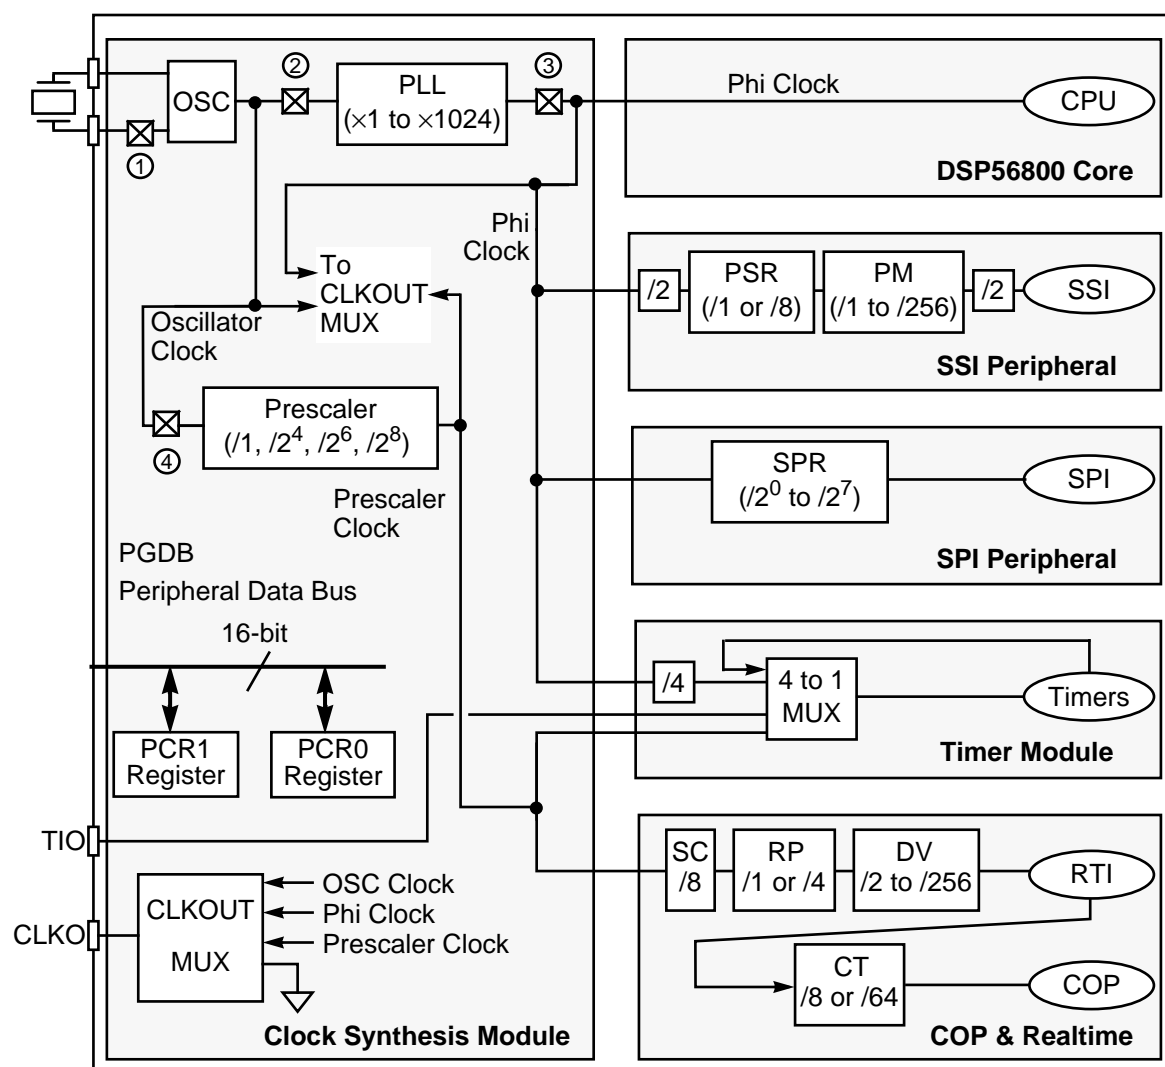 ②
③
OSC
PLL
(×1 to ×1024)
①
Phi Clock
CPU
DSP56800 Core
Phi
Clock
To
CLKOUT
MUX
Oscillator
Clock
/2
PSR
(/1 or /8)
PM
(/1 to /256)
/2
SSI
SSI Peripheral
Prescaler
(/1, /2⁴, /2⁶, /2⁸)
④
Prescaler
Clock
SPR
(/2⁰ to /2⁷)
SPI
SPI Peripheral
PGDB
Peripheral Data Bus
16-bit
PCR1
Register
PCR0
Register
/4
4 to 1
MUX
Timers
Timer Module
TIO
CLKO
CLKOUT
MUX
OSC Clock
Phi Clock
Prescaler Clock
Clock Synthesis Module
SC
/8
RP
/1 or /4
DV
/2 to /256
RTI
CT
/8 or /64
COP
COP & Realtime